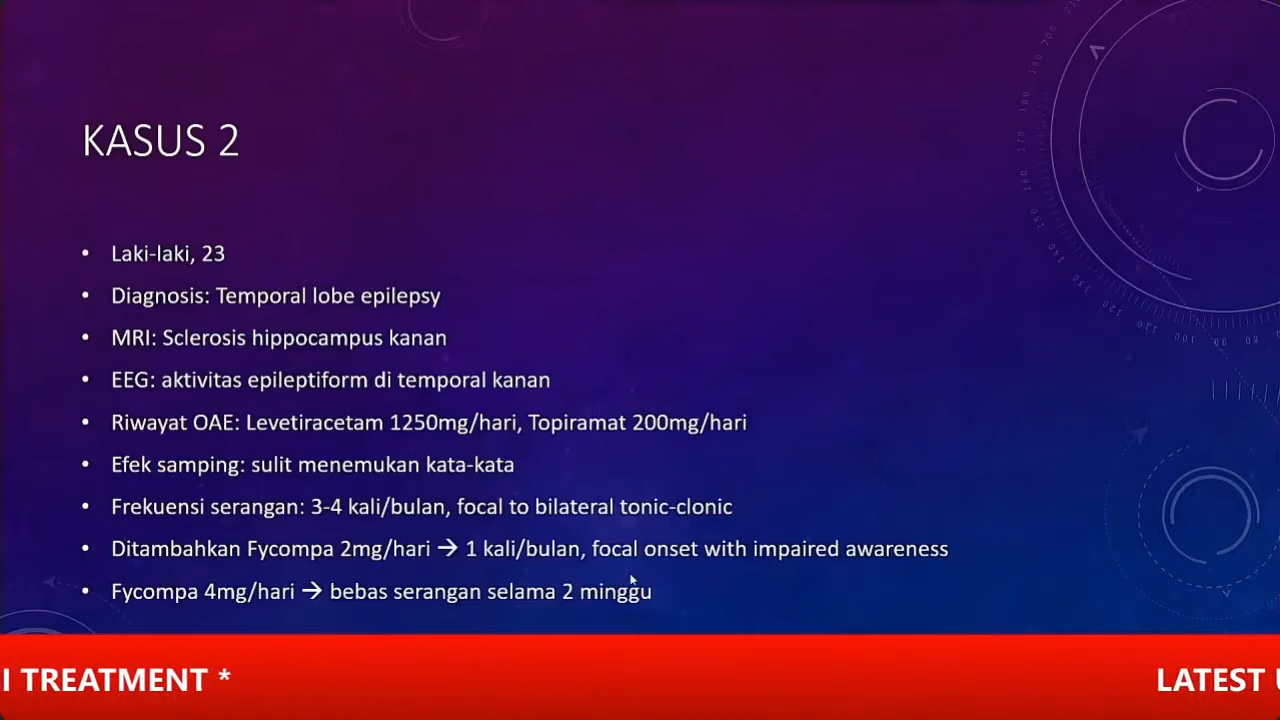 KASUS 2
• Laki-laki, 23
• Diagnosis: Temporal lobe epilepsy
• MRI: Sclerosis hippocampus kanan
• EEG: aktivitas epileptiform di temporal kanan
• Riwayat OAE: Levetiracetam 1250mg/hari, Topiramat 200mg/hari
• Efek samping: sulit menemukan kata-kata
• Frekuensi serangan: 3-4 kali/bulan, focal to bilateral tonic-clonic
• Ditambahkan Fycompa 2mg/hari → 1 kali/bulan, focal onset with impaired awareness
• Fycompa 4mg/hari → bebas serangan selama 2 minggu
I TREATMENT * LATEST